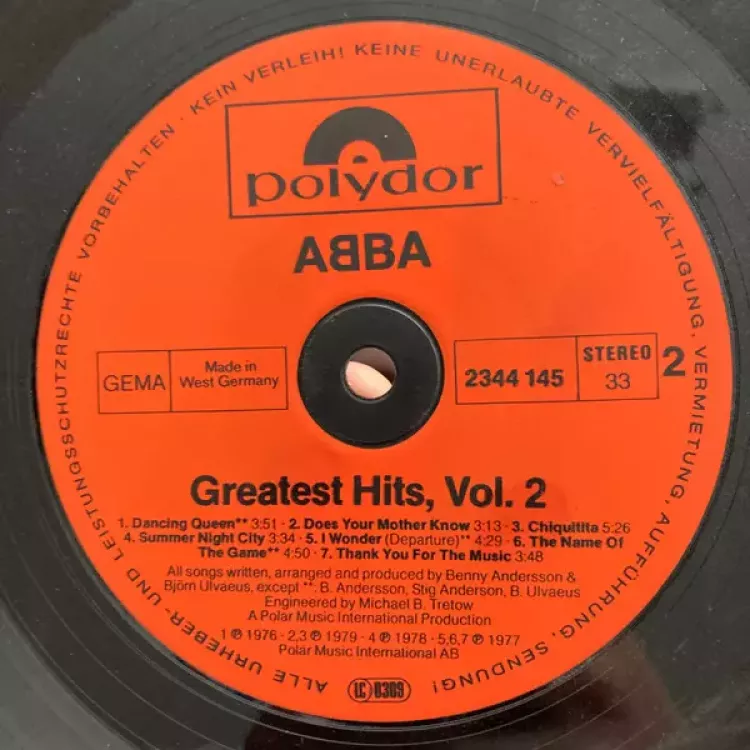 ALLE URHEBER- UND LEISTUNGSSCHUTZRECHTE VORBEHALTEN · KEIN VERLEIH! KEINE UNERLAUBTE VERVIELFÄLTIGUNG, VERMIETUNG, AUFFÜHRUNG, SENDUNG!
polydor
ABBA
GEMA
Made in
West Germany
2344 145
STEREO
33
2
Greatest Hits, Vol. 2
1. Dancing Queen** 3:51 · 2. Does Your Mother Know 3:13 · 3. Chiquitita 5:26
4. Summer Night City 3:34 · 5. I Wonder (Departure)** 4:29 · 6. The Name Of
The Game** 4:50 · 7. Thank You For The Music 3:48
All songs written, arranged and produced by Benny Andersson &
Björn Ulvaeus, except **: B. Andersson, Stig Anderson, B. Ulvaeus
Engineered by Michael B. Tretow
A Polar Music International Production
1 ℗ 1976 · 2,3 ℗ 1979 · 4 ℗ 1978 · 5,6,7 ℗ 1977
Polar Music International AB
LC 0309